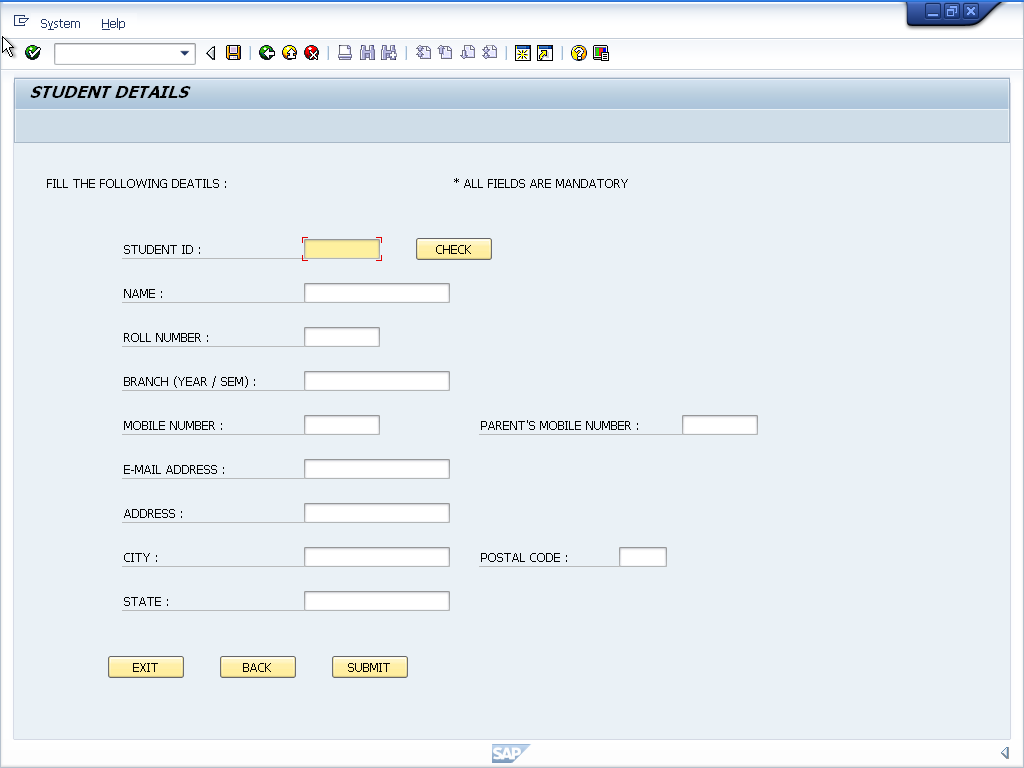 System Help
STUDENT DETAILS
FILL THE FOLLOWING DEATILS : * ALL FIELDS ARE MANDATORY
STUDENT ID : CHECK
NAME :
ROLL NUMBER :
BRANCH (YEAR / SEM) :
MOBILE NUMBER : PARENT'S MOBILE NUMBER :
E-MAIL ADDRESS :
ADDRESS :
CITY : POSTAL CODE :
STATE :
EXIT BACK SUBMIT
SAP